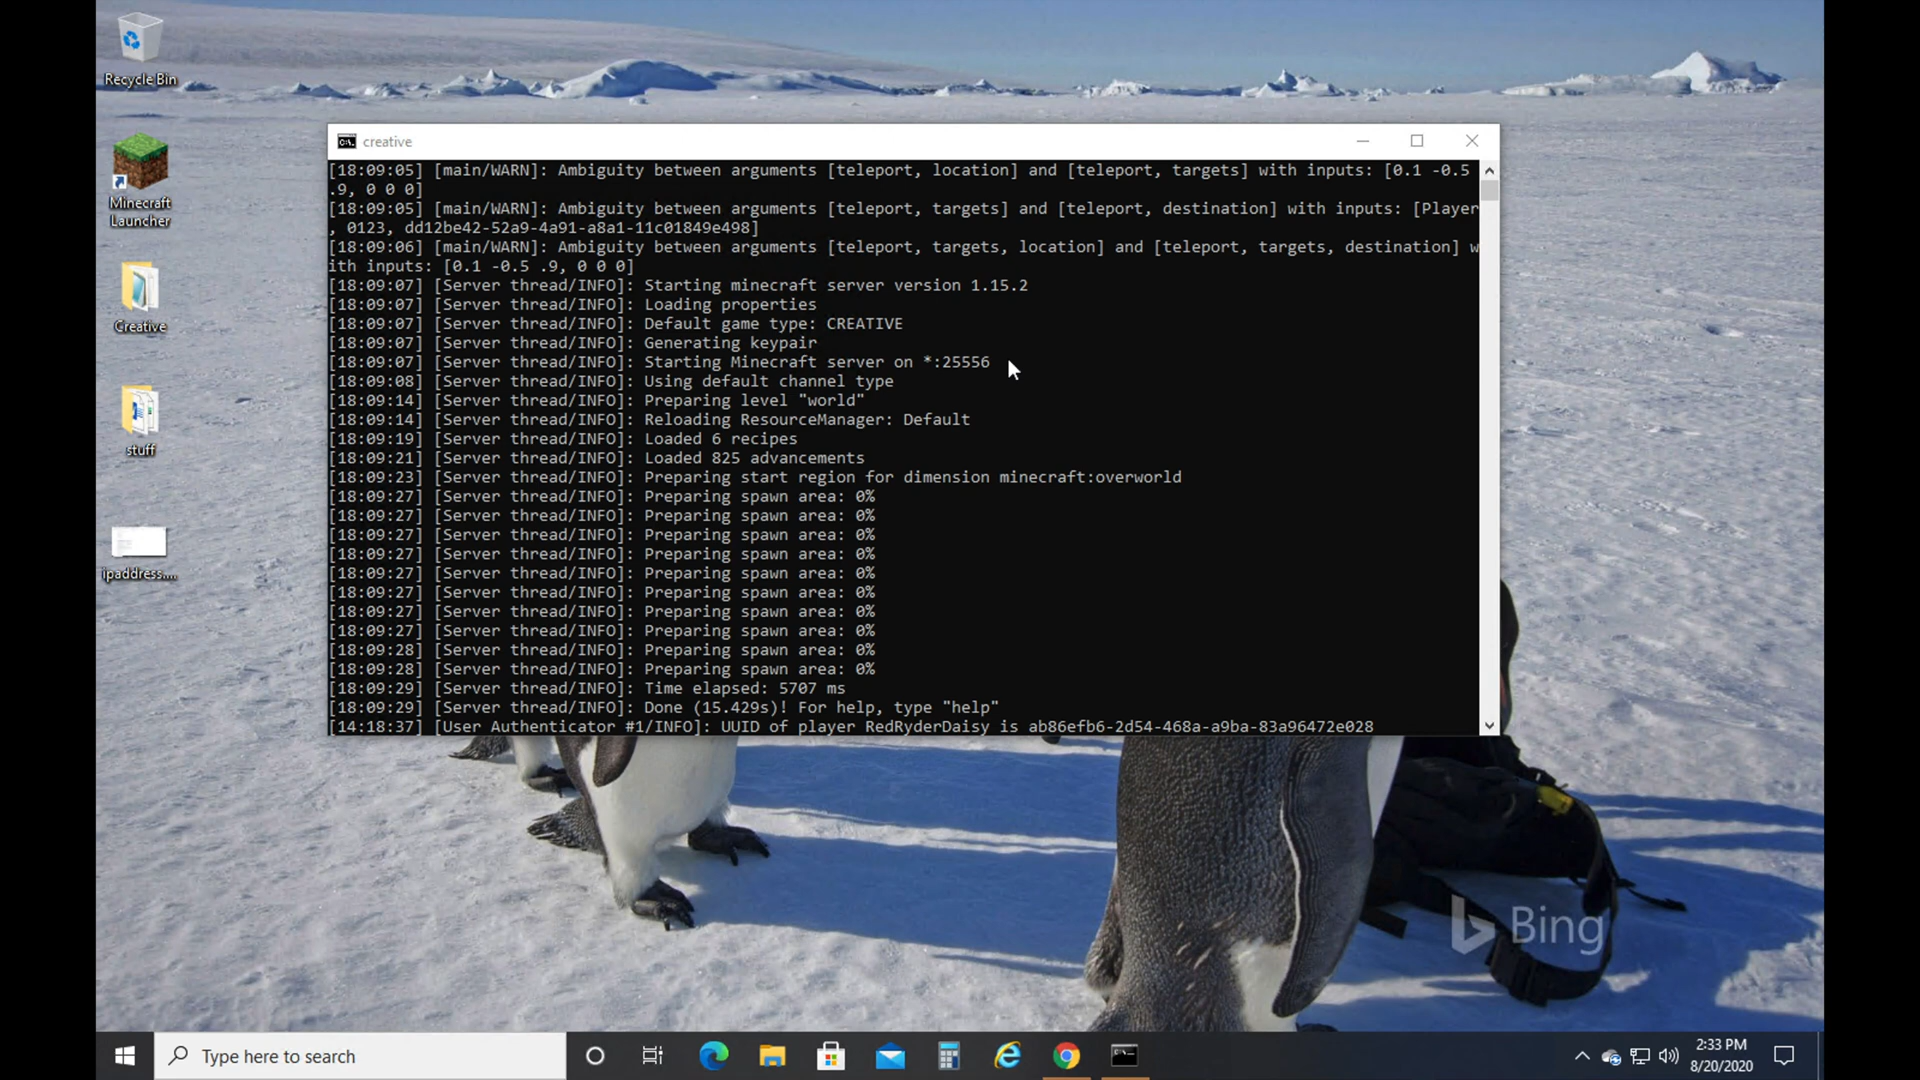 Recycle Bin
Minecraft
Launcher
Creative
stuff
ipaddress....
creative
[18:09:05] [main/WARN]: Ambiguity between arguments [teleport, location] and [teleport, targets] with inputs: [0.1 -0.5
.9, 0 0 0]
[18:09:05] [main/WARN]: Ambiguity between arguments [teleport, targets] and [teleport, destination] with inputs: [Player
, 0123, dd12be42-52a9-4a91-a8a1-11c01849e498]
[18:09:06] [main/WARN]: Ambiguity between arguments [teleport, targets, location] and [teleport, targets, destination] w
ith inputs: [0.1 -0.5 .9, 0 0 0]
[18:09:07] [Server thread/INFO]: Starting minecraft server version 1.15.2
[18:09:07] [Server thread/INFO]: Loading properties
[18:09:07] [Server thread/INFO]: Default game type: CREATIVE
[18:09:07] [Server thread/INFO]: Generating keypair
[18:09:07] [Server thread/INFO]: Starting Minecraft server on *:25556
[18:09:08] [Server thread/INFO]: Using default channel type
[18:09:14] [Server thread/INFO]: Preparing level "world"
[18:09:14] [Server thread/INFO]: Reloading ResourceManager: Default
[18:09:19] [Server thread/INFO]: Loaded 6 recipes
[18:09:21] [Server thread/INFO]: Loaded 825 advancements
[18:09:23] [Server thread/INFO]: Preparing start region for dimension minecraft:overworld
[18:09:27] [Server thread/INFO]: Preparing spawn area: 0%
[18:09:27] [Server thread/INFO]: Preparing spawn area: 0%
[18:09:27] [Server thread/INFO]: Preparing spawn area: 0%
[18:09:27] [Server thread/INFO]: Preparing spawn area: 0%
[18:09:27] [Server thread/INFO]: Preparing spawn area: 0%
[18:09:27] [Server thread/INFO]: Preparing spawn area: 0%
[18:09:27] [Server thread/INFO]: Preparing spawn area: 0%
[18:09:27] [Server thread/INFO]: Preparing spawn area: 0%
[18:09:28] [Server thread/INFO]: Preparing spawn area: 0%
[18:09:28] [Server thread/INFO]: Preparing spawn area: 0%
[18:09:29] [Server thread/INFO]: Time elapsed: 5707 ms
[18:09:29] [Server thread/INFO]: Done (15.429s)! For help, type "help"
[14:18:37] [User Authenticator #1/INFO]: UUID of player RedRyderDaisy is ab86efb6-2d54-468a-a9ba-83a96472e028
Bing
Type here to search
2:33 PM
8/20/2020